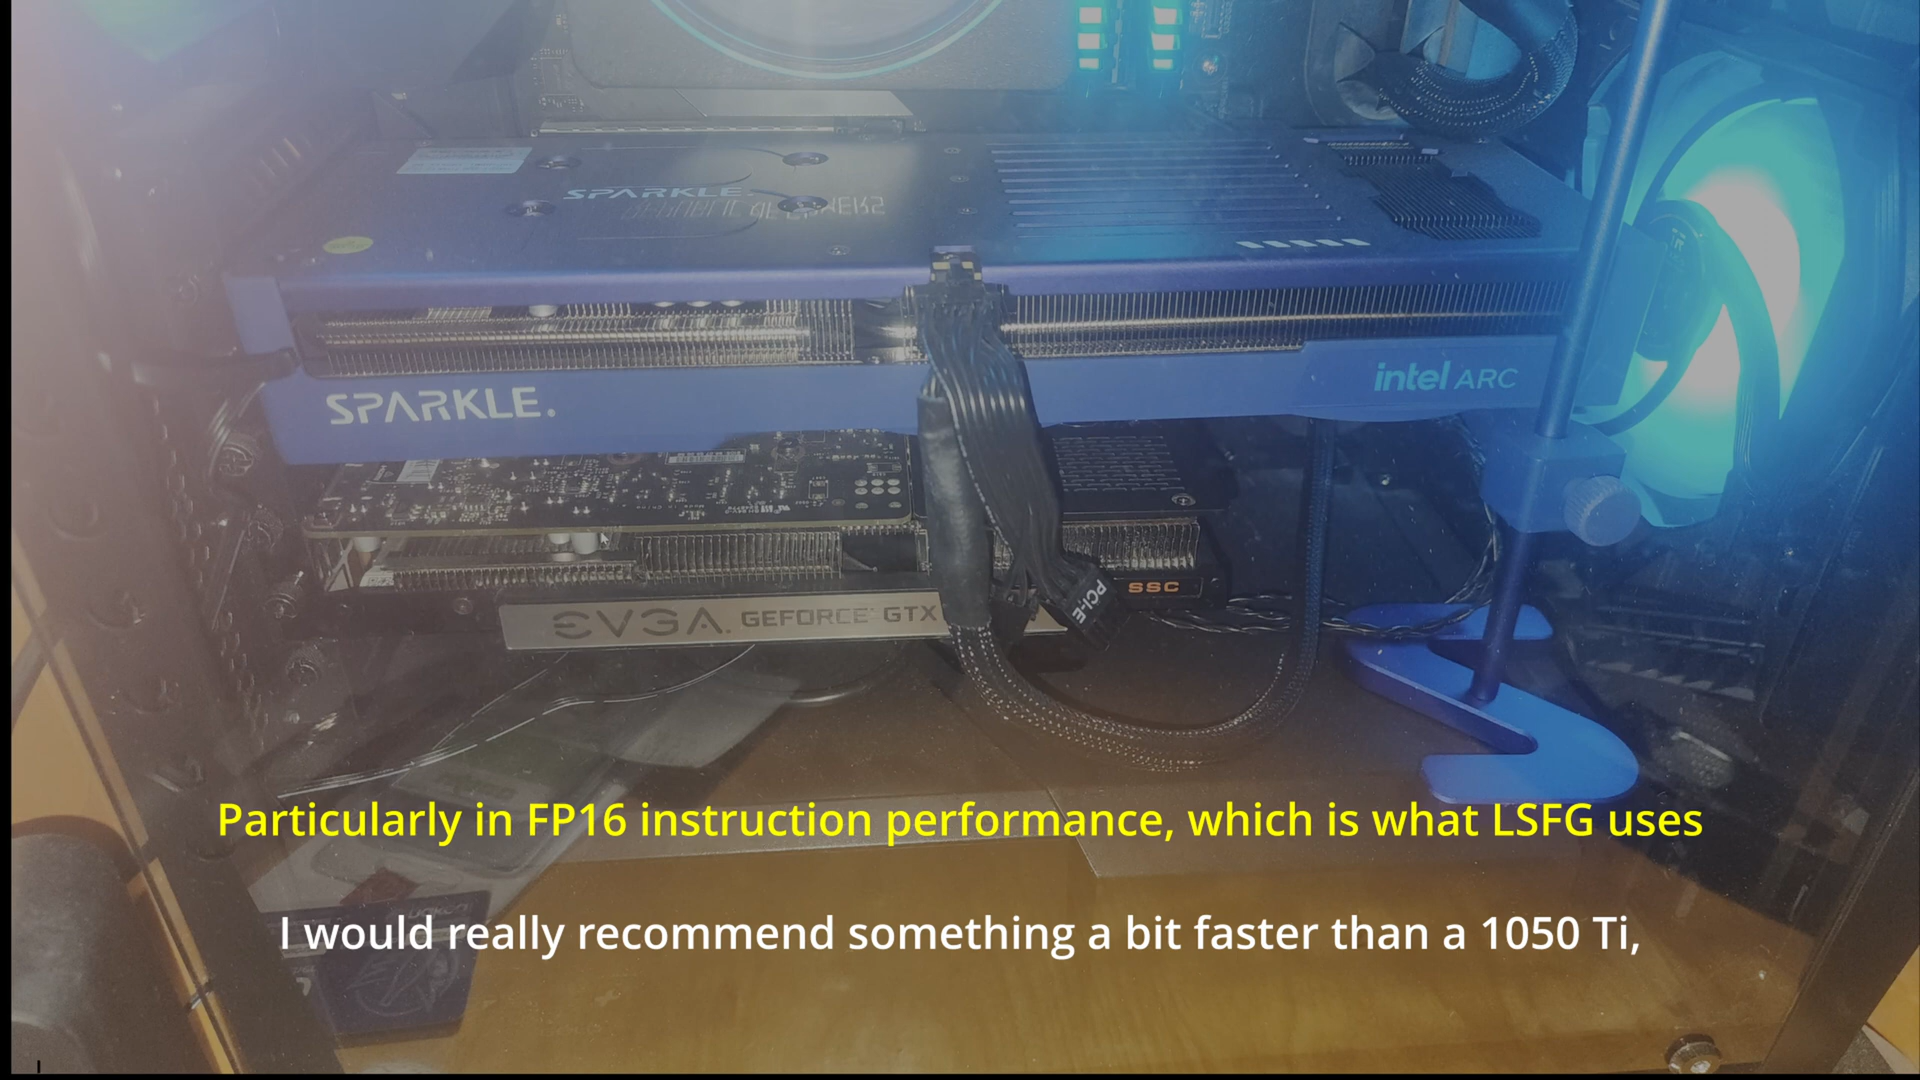 SPARKLE
SPARKLE.
intel ARC
SSC
PCI-E
EVGA. GEFORCE GTX
Particularly in FP16 instruction performance, which is what LSFG uses
I would really recommend something a bit faster than a 1050 Ti,